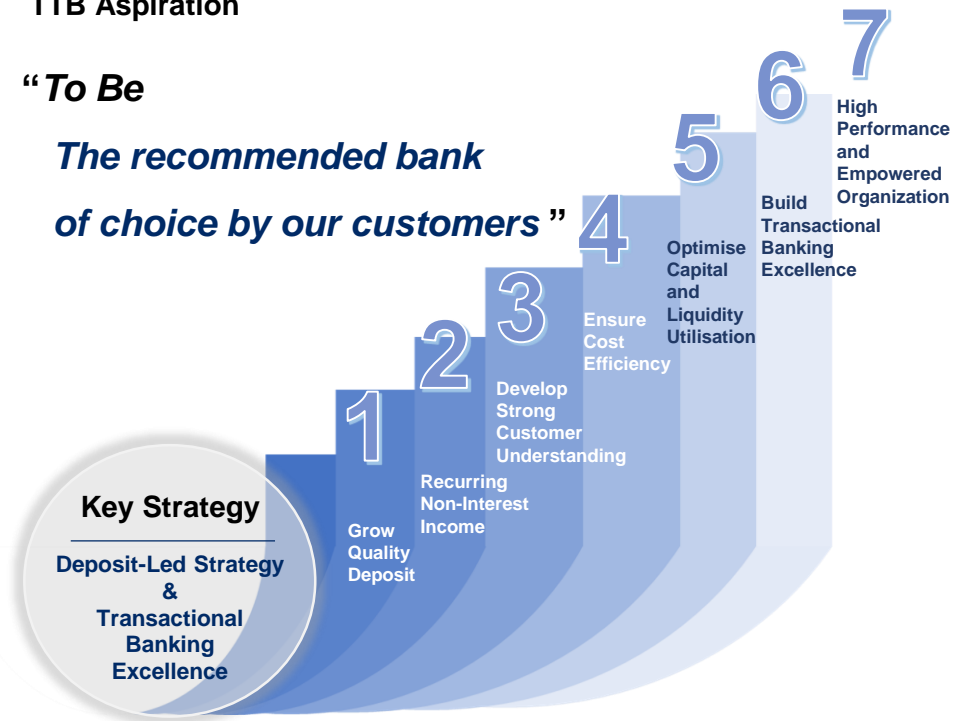 TTB Aspiration
“To Be
The recommended bank
of choice by our customers ”
Key Strategy
Deposit-Led Strategy
&
Transactional
Banking
Excellence
1
Grow
Quality
Deposit
2
Recurring
Non-Interest
Income
3
Develop
Strong
Customer
Understanding
4
Ensure
Cost
Efficiency
5
Optimise
Capital
and
Liquidity
Utilisation
6
Build
Transactional
Banking
Excellence
7
High
Performance
and
Empowered
Organization